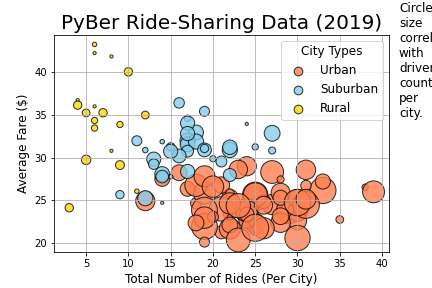 PyBer Ride-Sharing Data (2019)
Circle
size
correl
with
driver
count
per
city.
City Types
Urban
Suburban
Rural
Average Fare ($)
40
35
30
25
20
5
10
15
20
25
30
35
40
Total Number of Rides (Per City)